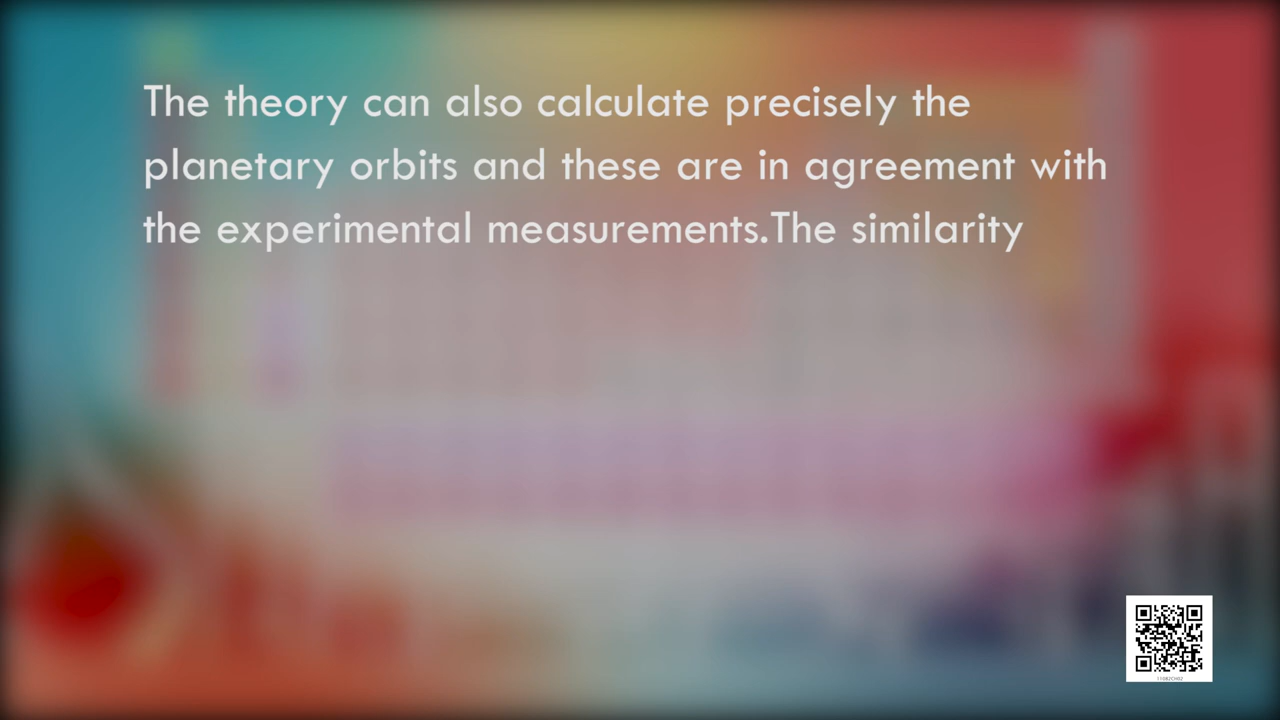 The theory can also calculate precisely the
planetary orbits and these are in agreement with
the experimental measurements.The similarity